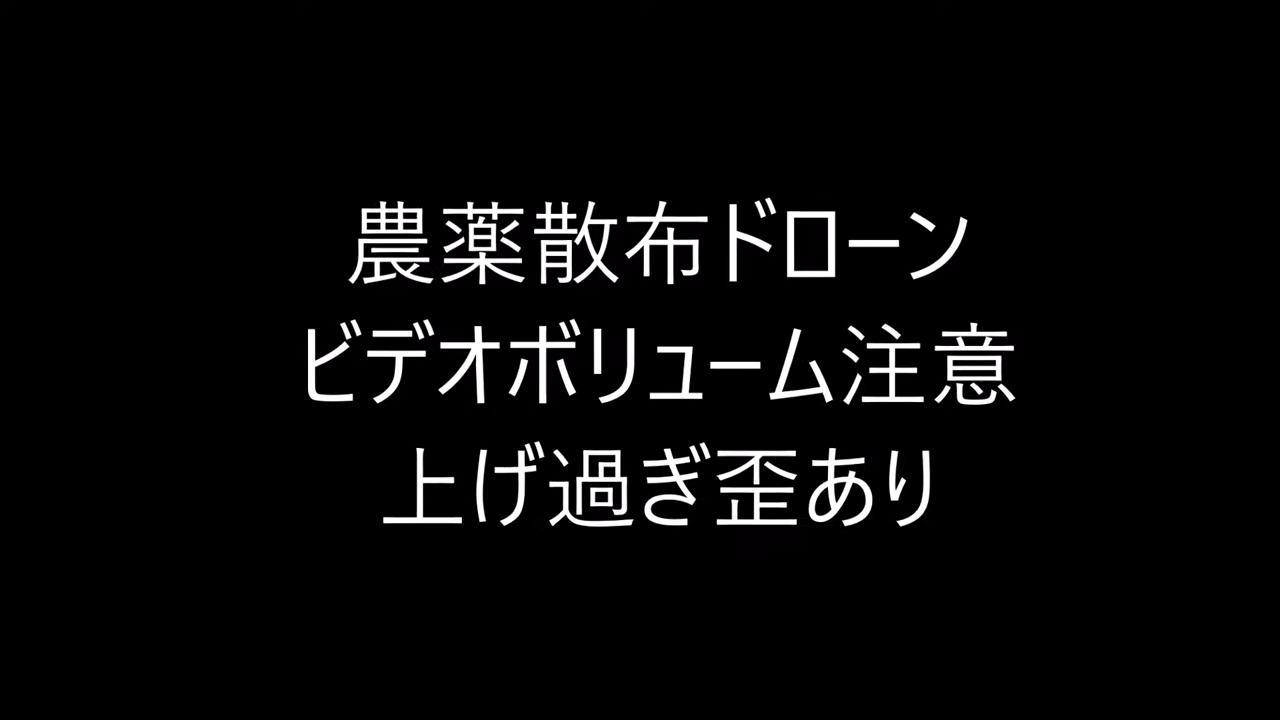 農薬散布ドローン
ビデオボリューム注意
上げ過ぎ歪あり